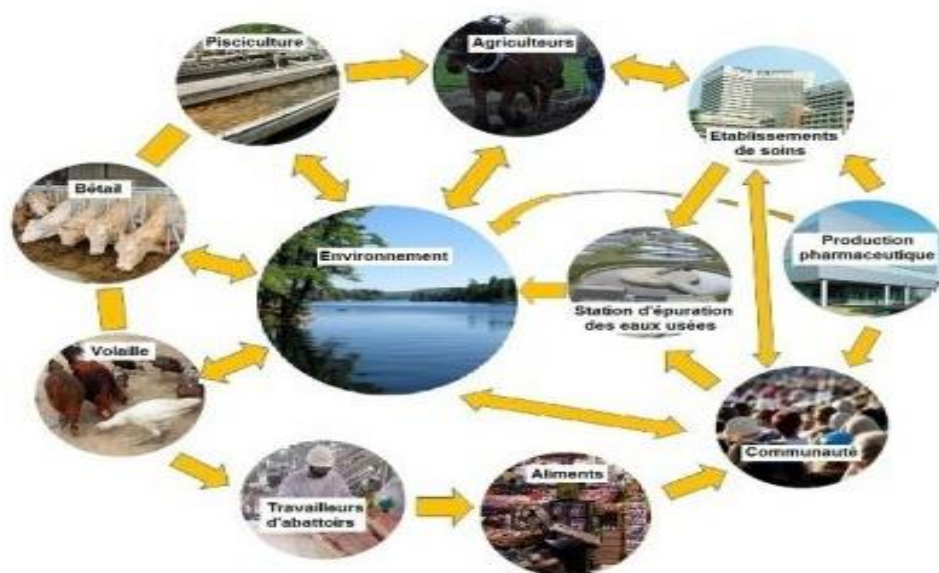 Pisciculture
Agriculteurs
Etablissements
de soins
Bétail
Environnement
Production
pharmaceutique
Station d'épuration
des eaux usées
Volaille
Communauté
Aliments
Travailleurs
d'abattoirs